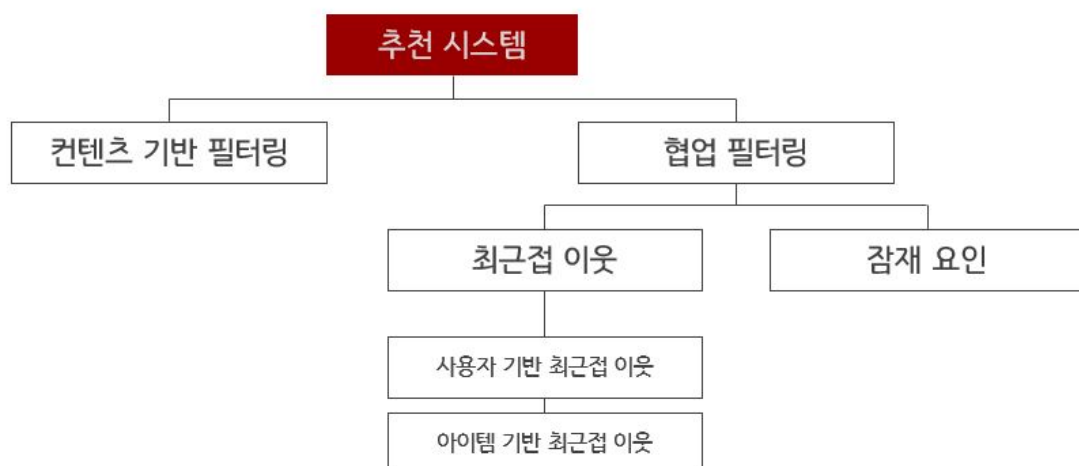 추천 시스템
컨텐츠 기반 필터링
협업 필터링
최근접 이웃
잠재 요인
사용자 기반 최근접 이웃
아이템 기반 최근접 이웃